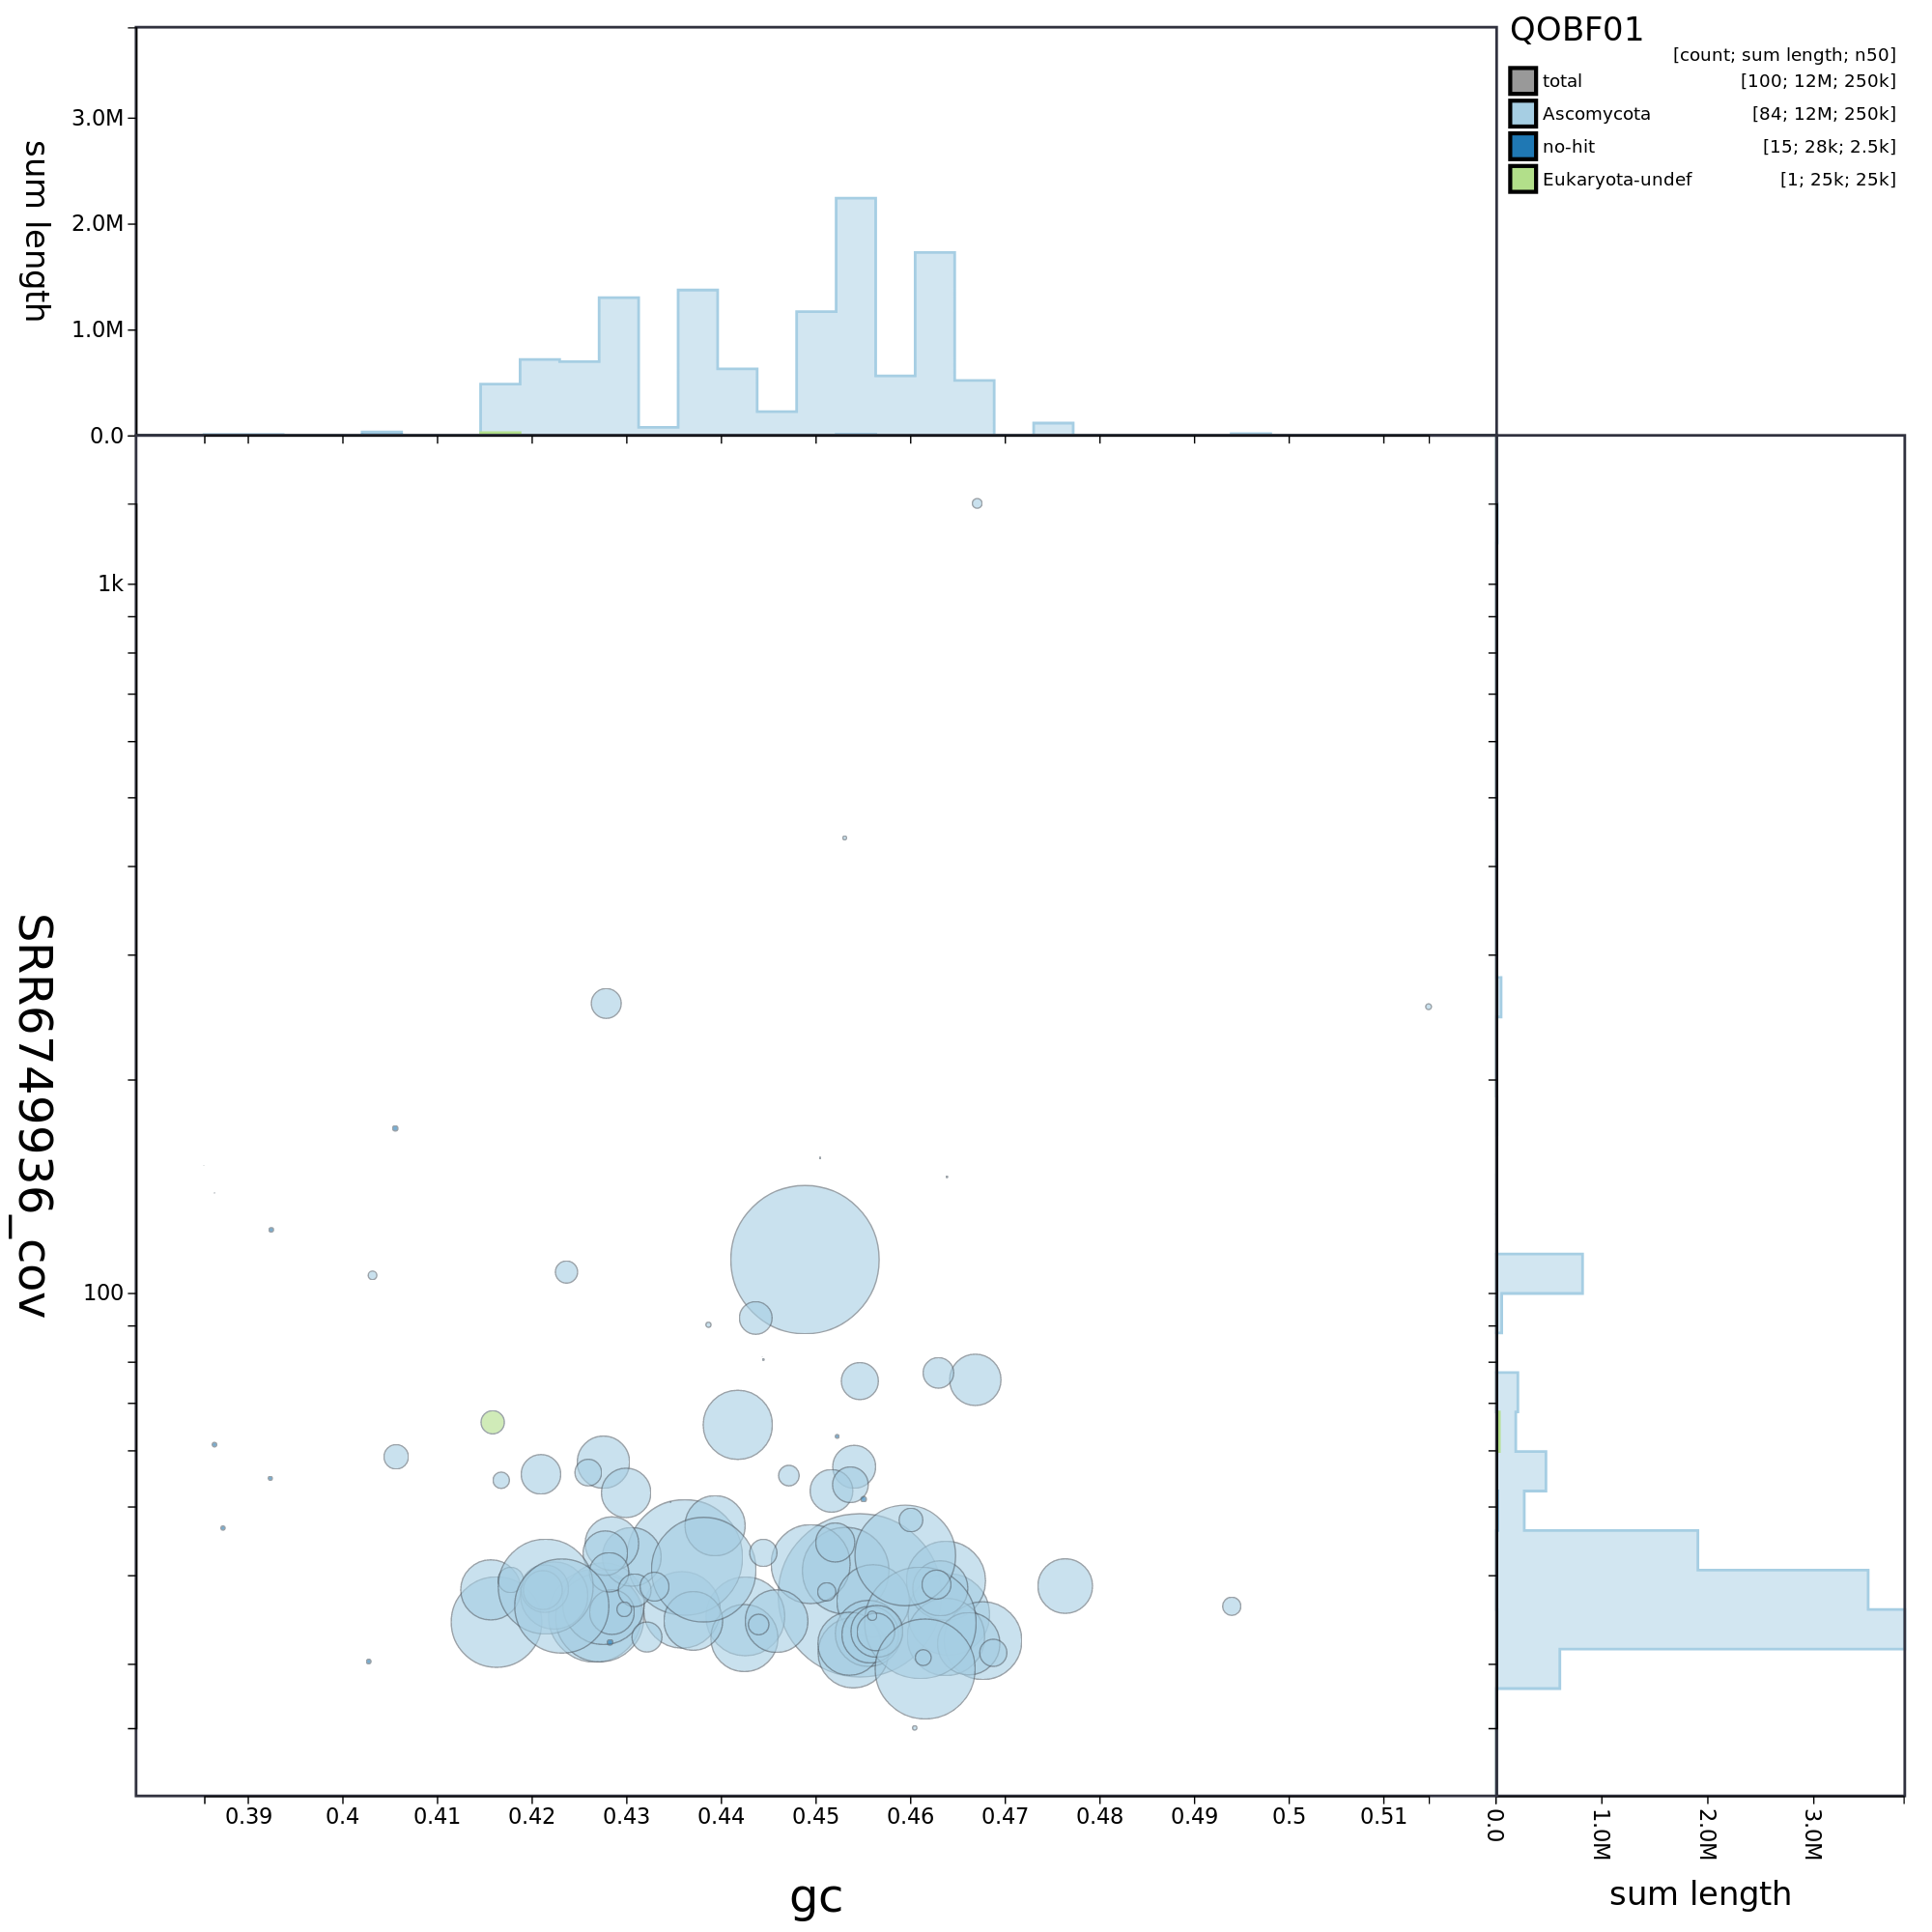 QOBF01
[count; sum length; n50]
total [100; 12M; 250k]
Ascomycota [84; 12M; 250k]
no-hit [15; 28k; 2.5k]
Eukaryota-undef [1; 25k; 25k]
sum length
3.0M
2.0M
1.0M
0.0
SRR6749936_cov
1k
100
0.39 0.4 0.41 0.42 0.43 0.44 0.45 0.46 0.47 0.48 0.49 0.5 0.51
gc
0.0 1.0M 2.0M 3.0M
sum length